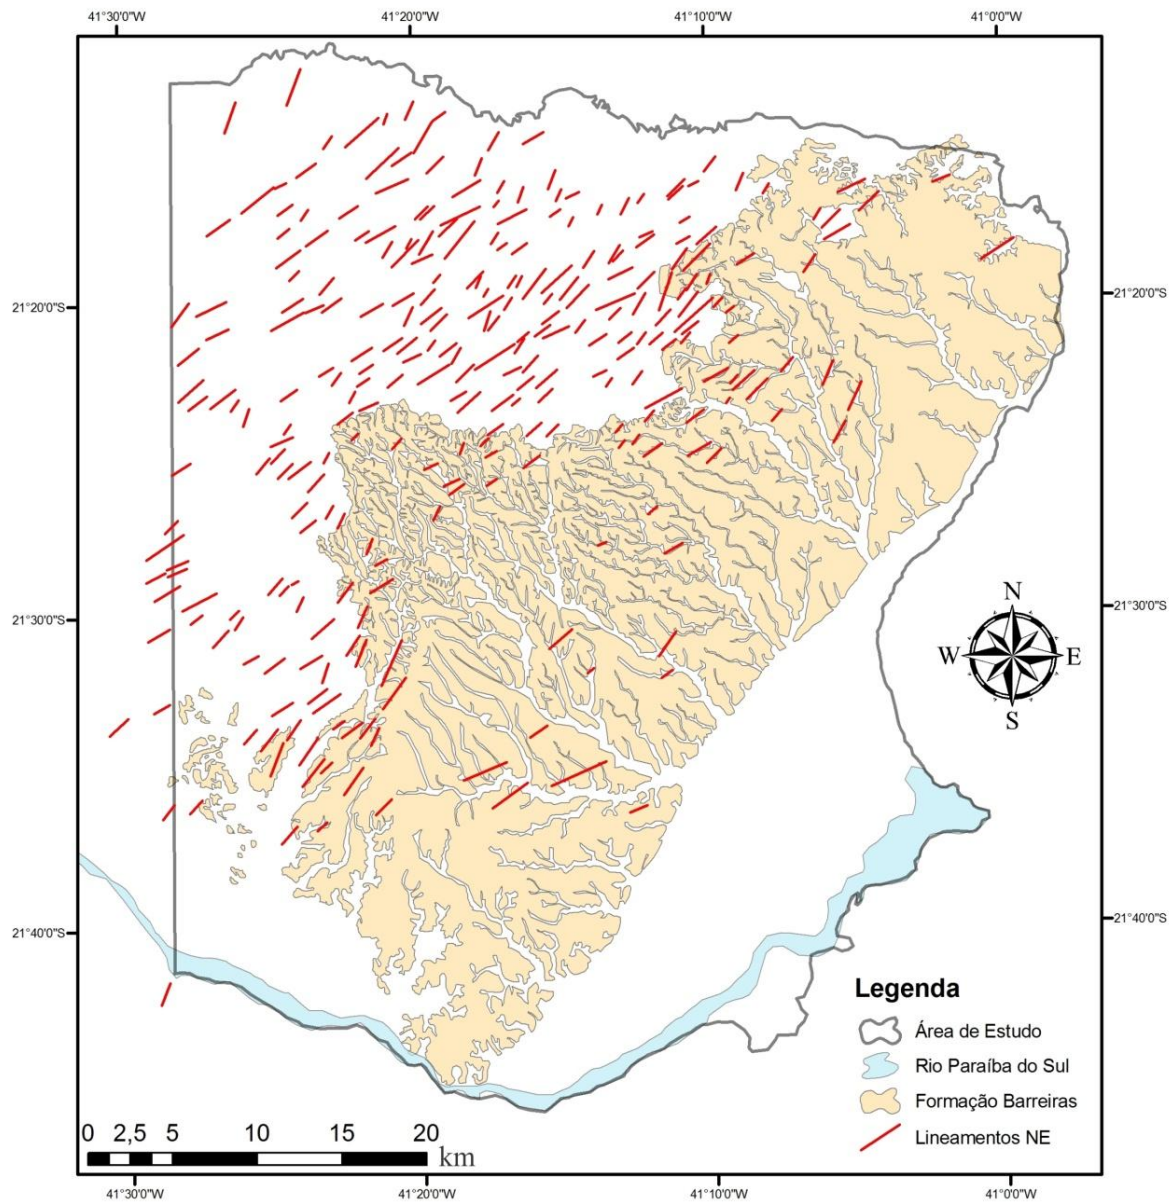 41°30'0"W 41°20'0"W 41°10'0"W 41°0'0"W
21°20'0"S 21°20'0"S
21°30'0"S 21°30'0"S
N
W E
S
21°40'0"S 21°40'0"S
Legenda
Área de Estudo
Rio Paraíba do Sul
Formação Barreiras
Lineamentos NE
0 2,5 5 10 15 20
km
41°30'0"W 41°20'0"W 41°10'0"W 41°0'0"W